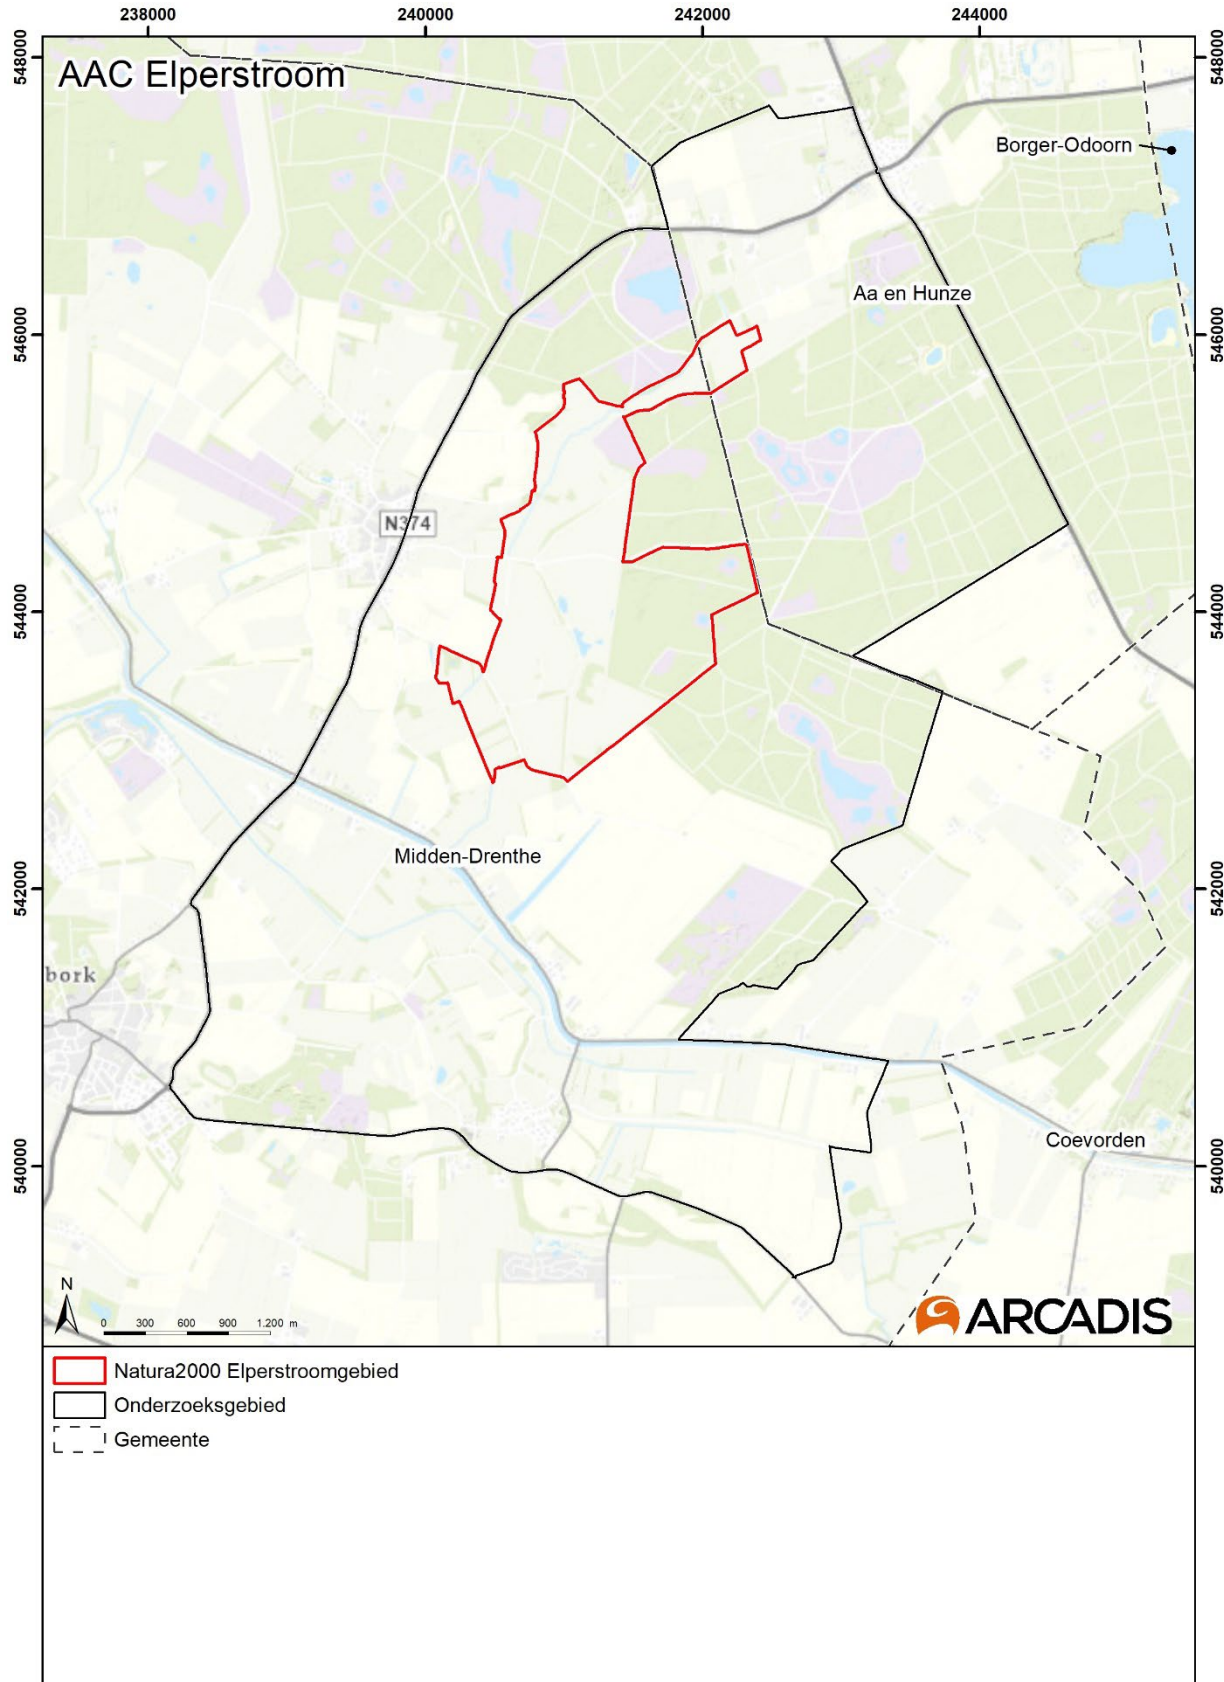 238000 240000 242000 244000
548000 548000
AAC Elperstroom
Borger-Odoorn
Aa en Hunze
546000 546000
N374
544000 544000
Midden-Drenthe
542000 542000
bork
Coevorden
540000 540000
N
0 300 600 900 1.200 m
ARCADIS
Natura2000 Elperstroomgebied
Onderzoeksgebied
Gemeente